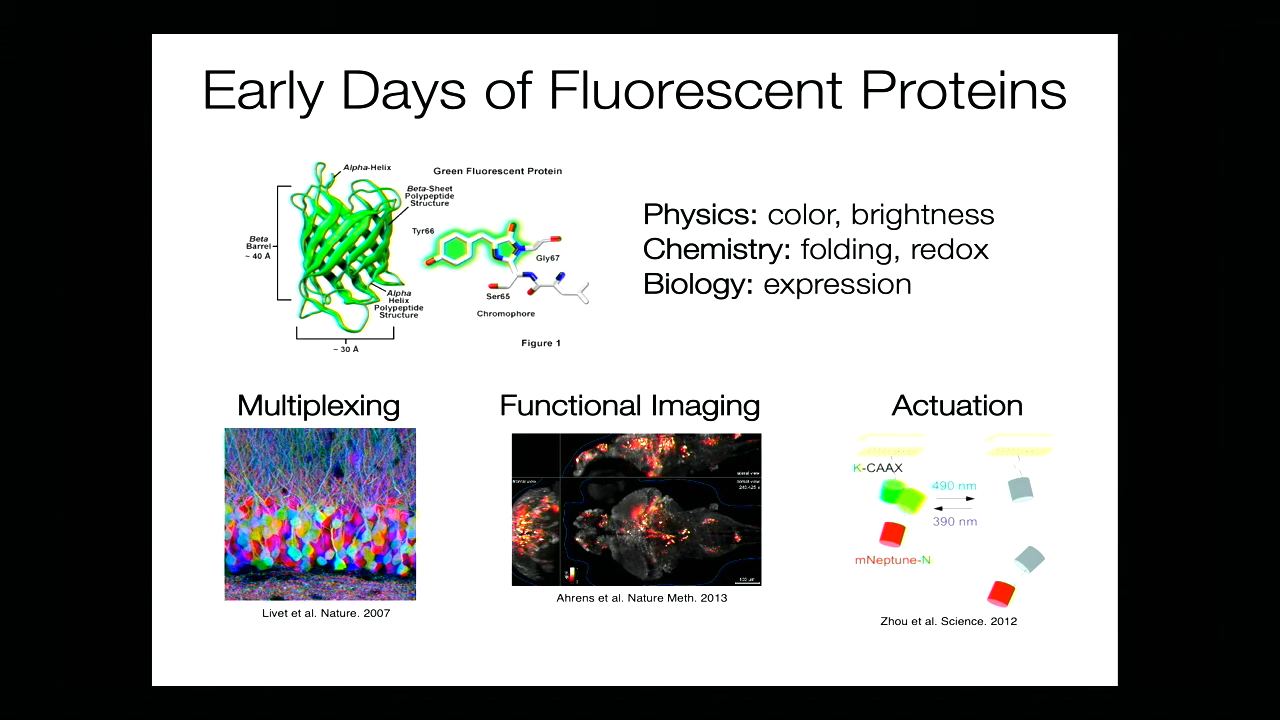 Early Days of Fluorescent Proteins
Alpha-Helix
Green Fluorescent Protein
Beta-Sheet
Polypeptide
Structure
Tyr66
Beta
Barrel
~ 40 Å
Gly67
Alpha
Helix
Polypeptide
Structure
Ser65
Chromophore
Figure 1
~ 30 Å
Physics: color, brightness
Chemistry: folding, redox
Biology: expression
Multiplexing
Livet et al. Nature. 2007
Functional Imaging
Ahrens et al. Nature Meth. 2013
Actuation
K-CAAX
490 nm
390 nm
mNeptune-N
Zhou et al. Science. 2012